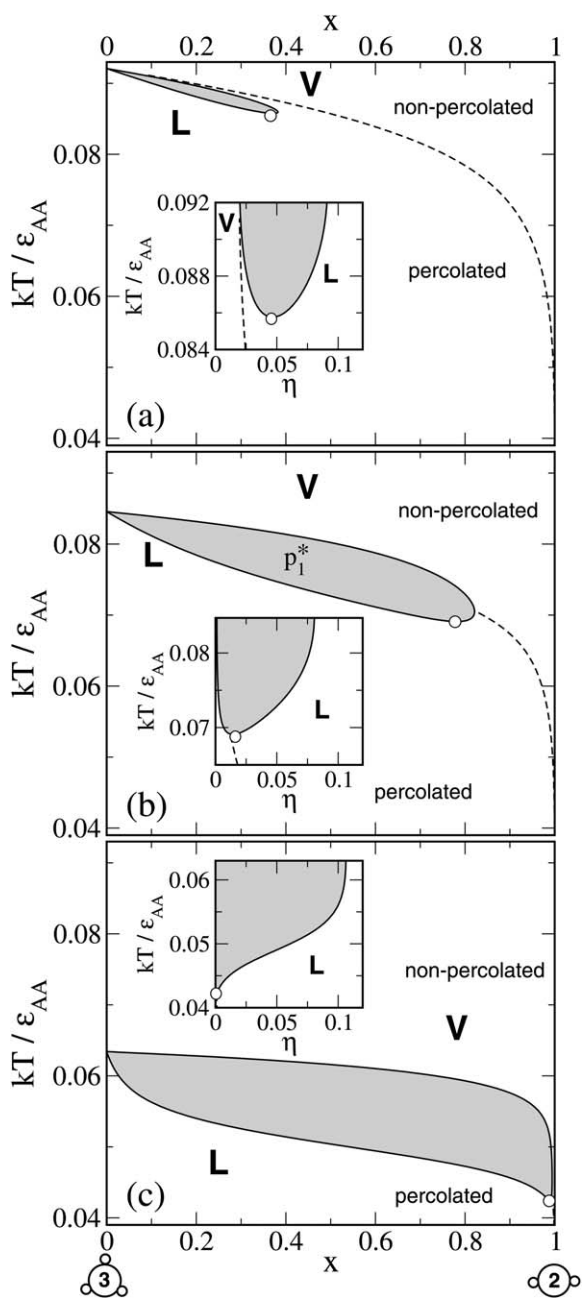 x
0 0.2 0.4 0.6 0.8 1
V
non-percolated
L
0.08
kT / ε_AA
0.092
V
kT / ε_AA
0.088
L
percolated
0.06
0.084
0 0.05 0.1
η
(a)
0.04
V
non-percolated
0.08
L
p₁*
kT / ε_AA
0.08
kT / ε_AA
L
0.06
0.07
0 0.05 0.1
η
percolated
(b)
0.04
0.06
kT / ε_AA
0.05
L
0.08
non-percolated
0.04
0 0.05 0.1
η
V
kT / ε_AA
0.06
L
(c)
percolated
0.04
0 0.2 0.4 0.6 0.8 1
x
3 2